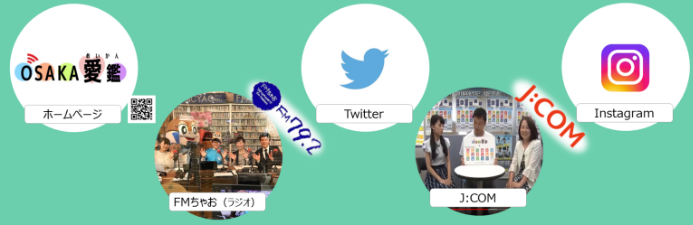 あいかん
OSAKA愛鑑
ホームページ
FM79.2
FMちゃお（ラジオ）
Twitter
J:COM
J:COM
Instagram